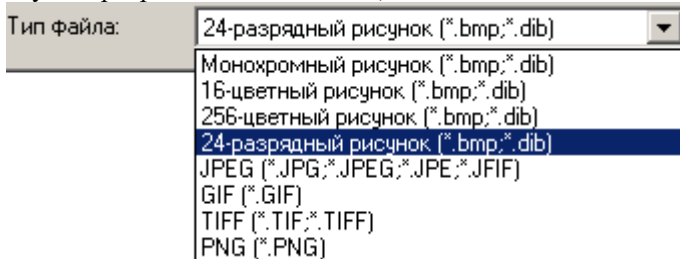 Тип файла: 24-разрядный рисунок (*.bmp;*.dib)
Монохромный рисунок (*.bmp;*.dib)
16-цветный рисунок (*.bmp;*.dib)
256-цветный рисунок (*.bmp;*.dib)
24-разрядный рисунок (*.bmp;*.dib)
JPEG (*.JPG;*.JPEG;*.JPE;*.JFIF)
GIF (*.GIF)
TIFF (*.TIF;*.TIFF)
PNG (*.PNG)